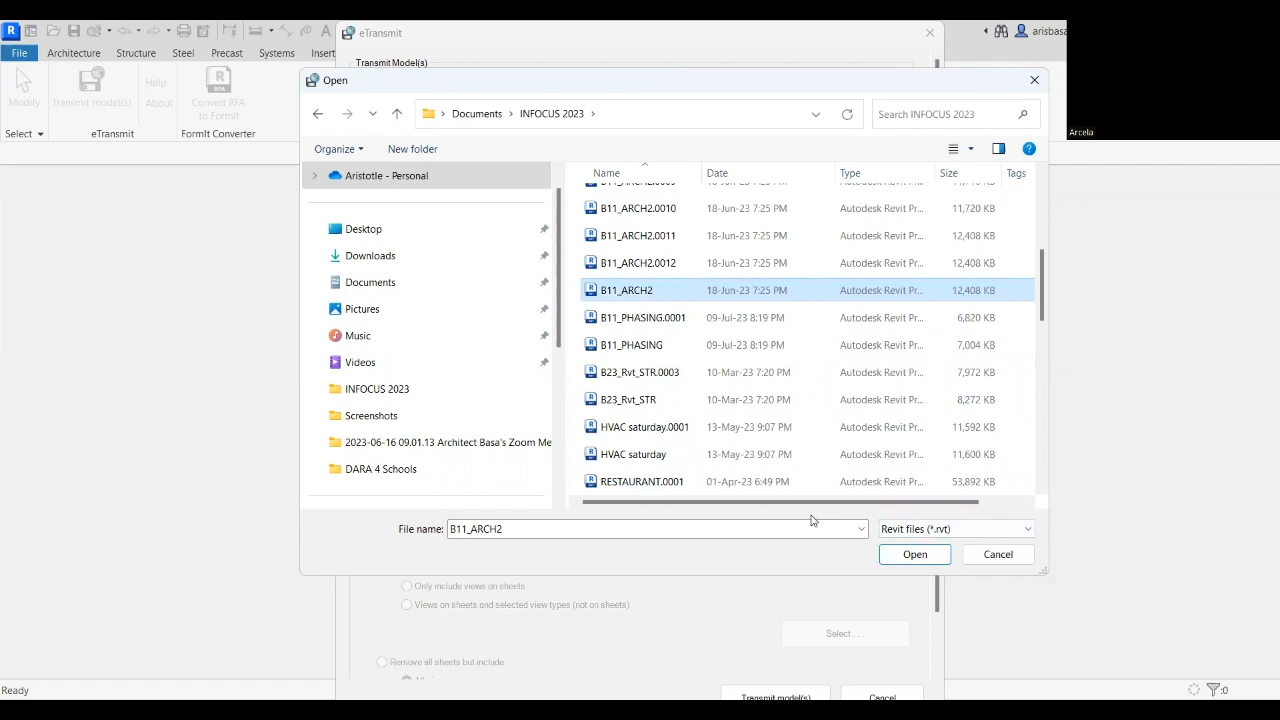 eTransmit
arisbasa
File Architecture Structure Steel Precast Systems Insert
Transmit Model(s)
Open
Modify Transmit model(s) Help About Convert RFA to FormIt
Documents > INFOCUS 2023 >
Search INFOCUS 2023
Select eTransmit FormIt Converter
Arcela
Organize New folder
Aristotle - Personal
Desktop
Downloads
Documents
Pictures
Music
Videos
INFOCUS 2023
Screenshots
2023-06-16 09.01.13 Architect Basa's Zoom Me
DARA 4 Schools
Name Date Type Size Tags
B11_ARCH2.0010 18-Jun-23 7:25 PM Autodesk Revit Pr... 11,720 KB
B11_ARCH2.0011 18-Jun-23 7:25 PM Autodesk Revit Pr... 12,408 KB
B11_ARCH2.0012 18-Jun-23 7:25 PM Autodesk Revit Pr... 12,408 KB
B11_ARCH2 18-Jun-23 7:25 PM Autodesk Revit Pr... 12,408 KB
B11_PHASING.0001 09-Jul-23 8:19 PM Autodesk Revit Pr... 6,820 KB
B11_PHASING 09-Jul-23 8:19 PM Autodesk Revit Pr... 7,004 KB
B23_Rvt_STR.0003 10-Mar-23 7:20 PM Autodesk Revit Pr... 7,972 KB
B23_Rvt_STR 10-Mar-23 7:20 PM Autodesk Revit Pr... 8,272 KB
HVAC saturday.0001 13-May-23 9:07 PM Autodesk Revit Pr... 11,592 KB
HVAC saturday 13-May-23 9:07 PM Autodesk Revit Pr... 11,600 KB
RESTAURANT.0001 01-Apr-23 6:49 PM Autodesk Revit Pr... 53,892 KB
File name: B11_ARCH2 Revit files (*.rvt)
Open Cancel
Only include views on sheets
Views on sheets and selected view types (not on sheets)
Select . . .
Remove all sheets but include
Transmit model(s) Cancel
Ready
:0